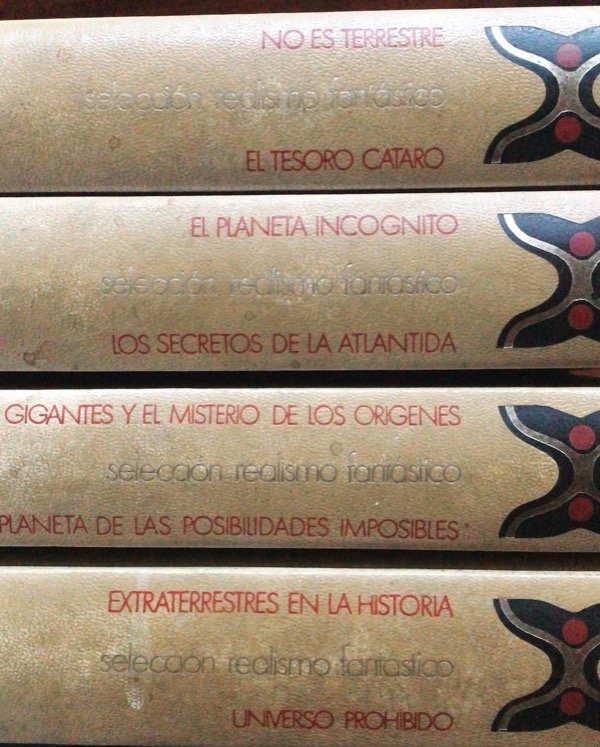 NO ES TERRESTRE
selección realismo fantástico
EL TESORO CATARO
EL PLANETA INCOGNITO
selección realismo fantástico
LOS SECRETOS DE LA ATLANTIDA
GIGANTES Y EL MISTERIO DE LOS ORIGENES
selección realismo fantástico
PLANETA DE LAS POSIBILIDADES IMPOSIBLES
EXTRATERRESTRES EN LA HISTORIA
selección realismo fantástico
UNIVERSO PROHIBIDO